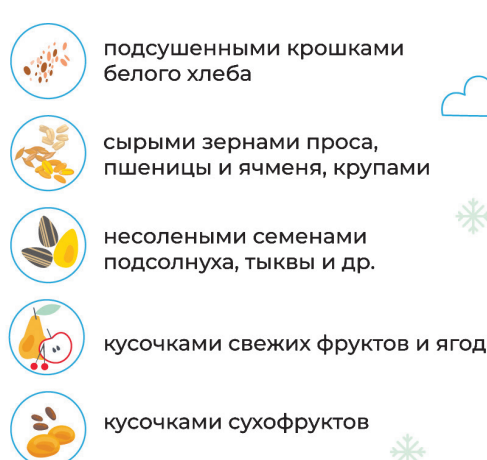 подсушенными крошками
белого хлеба
сырыми зернами проса,
пшеницы и ячменя, крупами
несолеными семенами
подсолнуха, тыквы и др.
кусочками свежих фруктов и ягод
кусочками сухофруктов